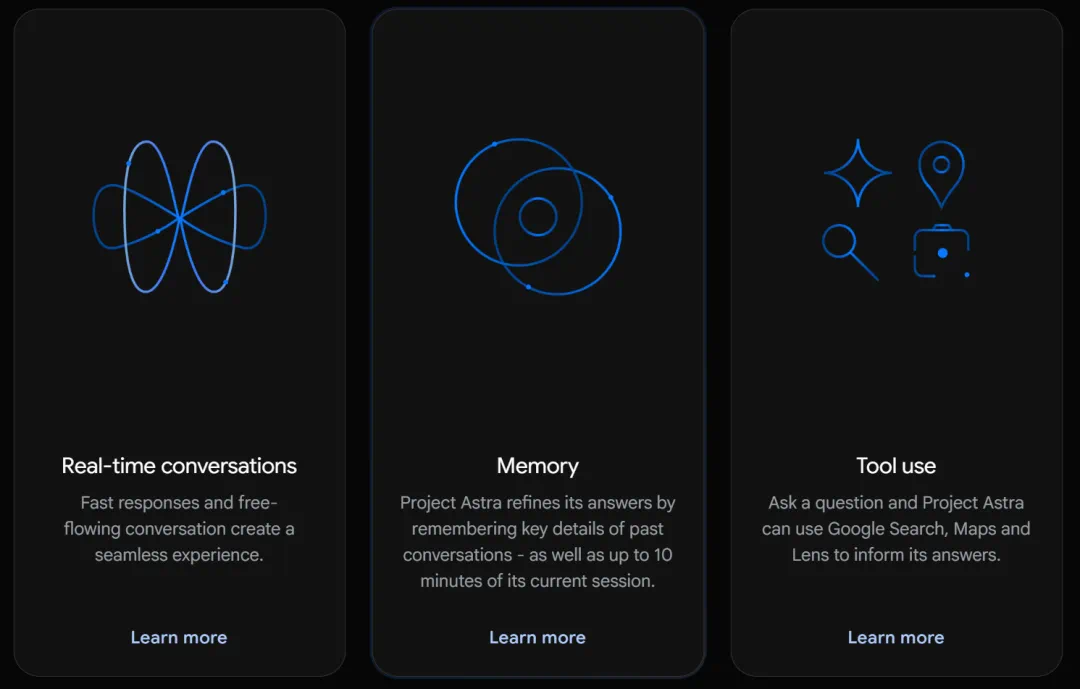 Real-time conversations
Fast responses and free-
flowing conversation create a
seamless experience.
Learn more
Memory
Project Astra refines its answers by
remembering key details of past
conversations - as well as up to 10
minutes of its current session.
Learn more
Tool use
Ask a question and Project Astra
can use Google Search, Maps and
Lens to inform its answers.
Learn more